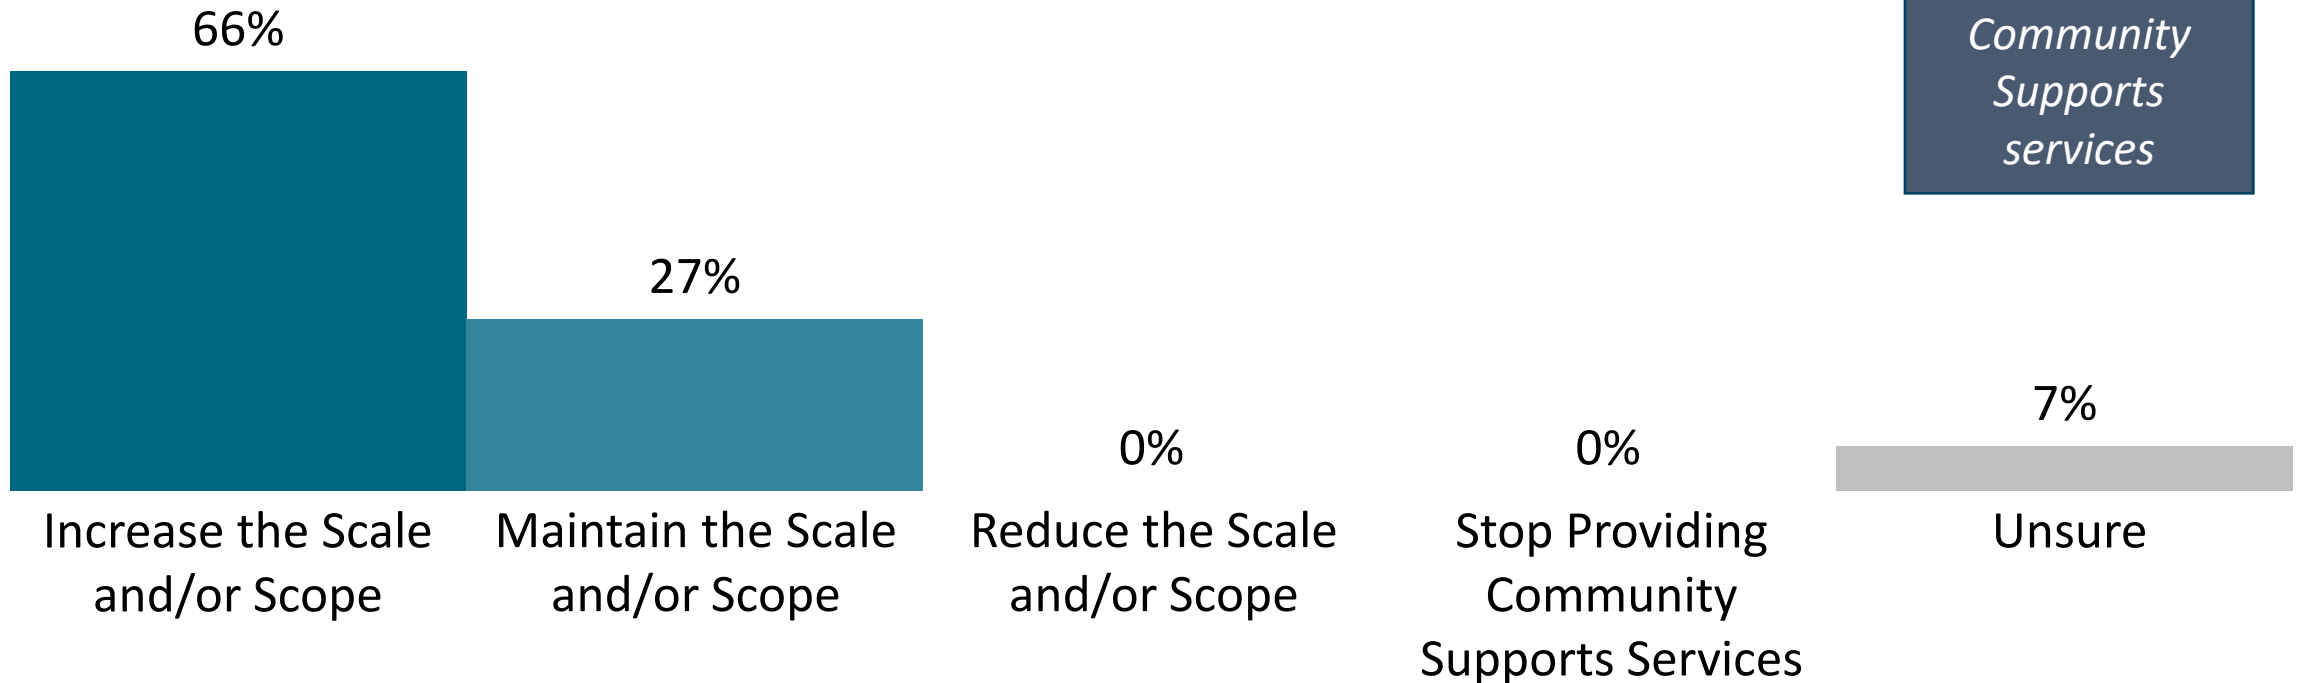 66%
Community
Supports
services
27%
7%
0%
0%
Increase the Scale
and/or Scope
Maintain the Scale
and/or Scope
Reduce the Scale
and/or Scope
Stop Providing
Community
Supports Services
Unsure